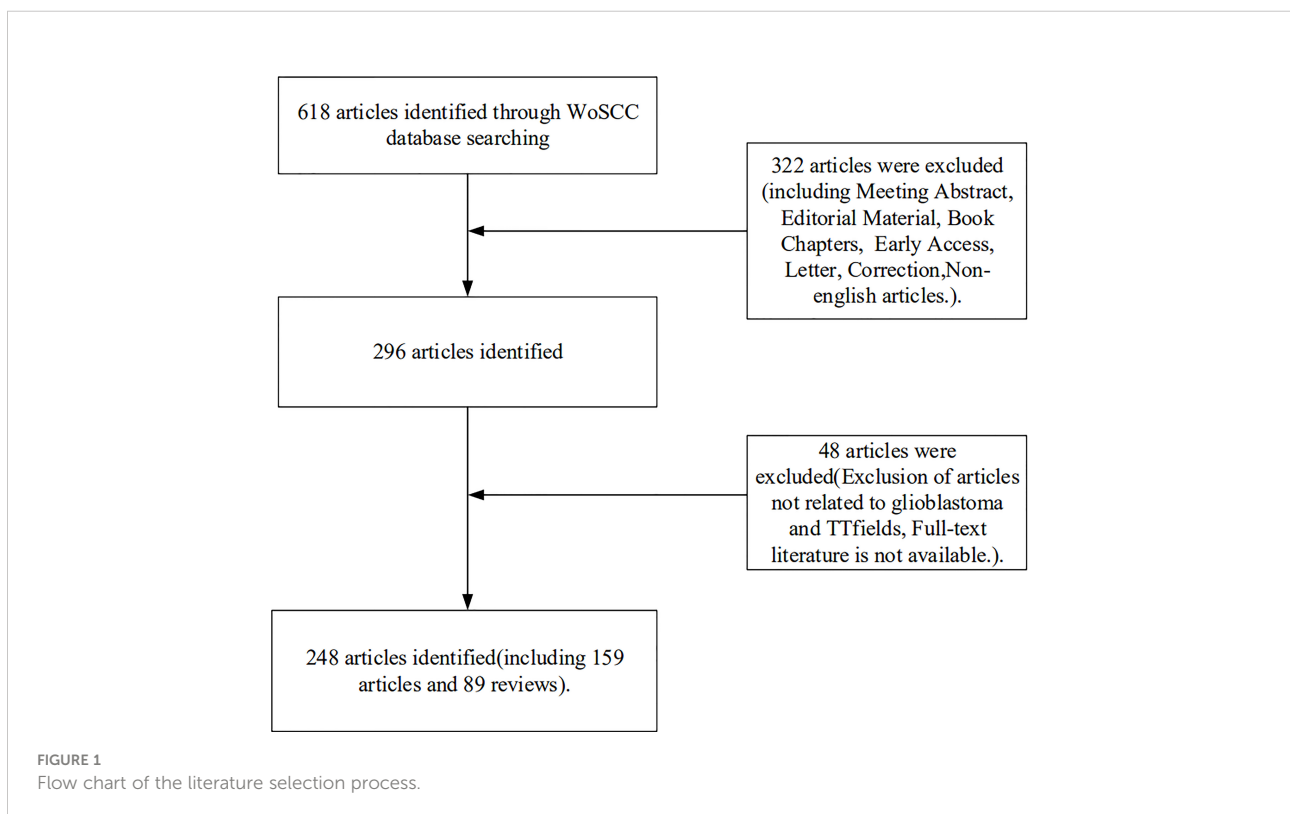 618 articles identified through WoSCC
database searching
322 articles were excluded
(including Meeting Abstract,
Editorial Material, Book
Chapters, Early Access,
Letter, Correction,Non-
english articles.).
296 articles identified
48 articles were
excluded(Exclusion of articles
not related to glioblastoma
and TTfields, Full-text
literature is not available.).
248 articles identified(including 159
articles and 89 reviews).
FIGURE 1
Flow chart of the literature selection process.